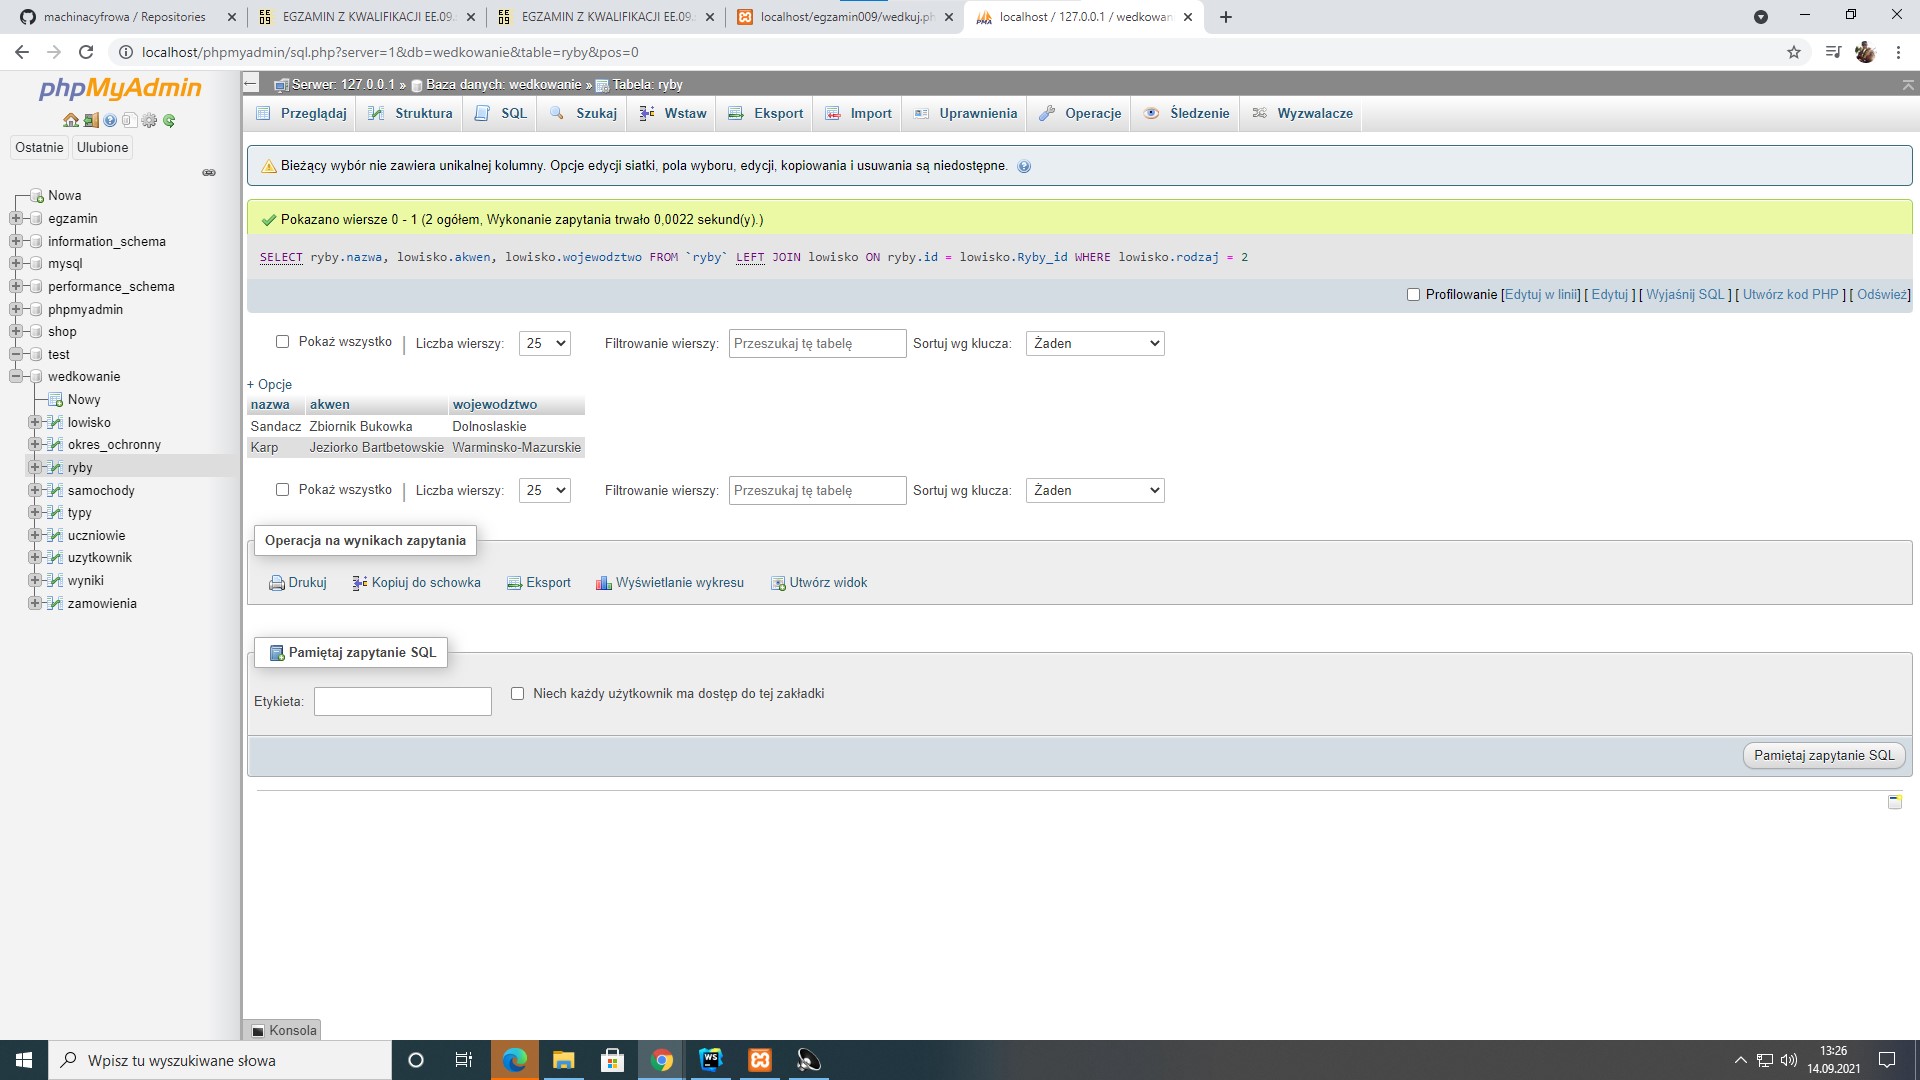 machinacyfrowa / Repositories
EGZAMIN Z KWALIFIKACJI EE.09.
EGZAMIN Z KWALIFIKACJI EE.09.
localhost/egzamin009/wedkuj.ph
localhost / 127.0.0.1 / wedkowan
localhost/phpmyadmin/sql.php?server=1&db=wedkowanie&table=ryby&pos=0
phpMyAdmin
Ostatnie
Ulubione
Nowa
egzamin
information_schema
mysql
performance_schema
phpmyadmin
shop
test
wedkowanie
Nowy
lowisko
okres_ochronny
ryby
samochody
typy
uczniowie
uzytkownik
wyniki
zamowienia
Serwer: 127.0.0.1 » Baza danych: wedkowanie » Tabela: ryby
Przeglądaj
Struktura
SQL
Szukaj
Wstaw
Eksport
Import
Uprawnienia
Operacje
Śledzenie
Wyzwalacze
Bieżący wybór nie zawiera unikalnej kolumny. Opcje edycji siatki, pola wyboru, edycji, kopiowania i usuwania są niedostępne.
Pokazano wiersze 0 - 1 (2 ogółem, Wykonanie zapytania trwało 0,0022 sekund(y).)
SELECT ryby.nazwa, lowisko.akwen, lowisko.wojewodztwo FROM `ryby` LEFT JOIN lowisko ON ryby.id = lowisko.Ryby_id WHERE lowisko.rodzaj = 2
Profilowanie [Edytuj w linii] [ Edytuj ] [ Wyjaśnij SQL ] [ Utwórz kod PHP ] [ Odśwież]
Pokaż wszystko | Liczba wierszy: 25 Filtrowanie wierszy: Przeszukaj tę tabelę Sortuj wg klucza: Żaden
+ Opcje
nazwa akwen wojewodztwo
Sandacz Zbiornik Bukowka Dolnoslaskie
Karp Jeziorko Bartbetowskie Warminsko-Mazurskie
Pokaż wszystko | Liczba wierszy: 25 Filtrowanie wierszy: Przeszukaj tę tabelę Sortuj wg klucza: Żaden
Operacja na wynikach zapytania
Drukuj Kopiuj do schowka Eksport Wyświetlanie wykresu Utwórz widok
Pamiętaj zapytanie SQL
Etykieta: Niech każdy użytkownik ma dostęp do tej zakładki
Pamiętaj zapytanie SQL
Konsola
Wpisz tu wyszukiwane słowa
13:26
14.09.2021